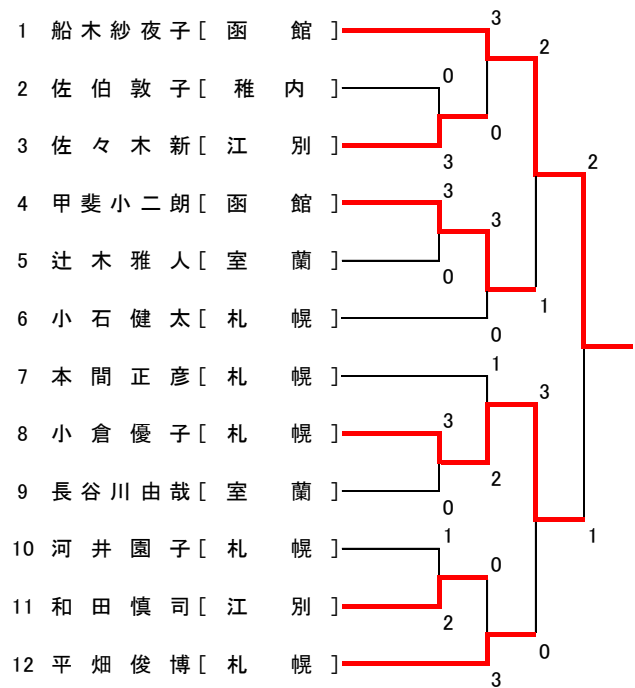 3
1 船木紗夜子 [ 函 館 ]
2
0
2 佐伯敦子 [ 稚 内 ]
0
3 佐々木新 [ 江 別 ]
3
2
3
4 甲斐小二朗 [ 函 館 ]
3
5 辻木雅人 [ 室 蘭 ]
0
1
6 小石健太 [ 札 幌 ]
0
1
7 本間正彦 [ 札 幌 ]
3
3
8 小倉優子 [ 札 幌 ]
2
9 長谷川由哉 [ 室 蘭 ]
0
1
1
10 河井園子 [ 札 幌 ]
0
11 和田慎司 [ 江 別 ]
2
0
12 平畑俊博 [ 札 幌 ]
3